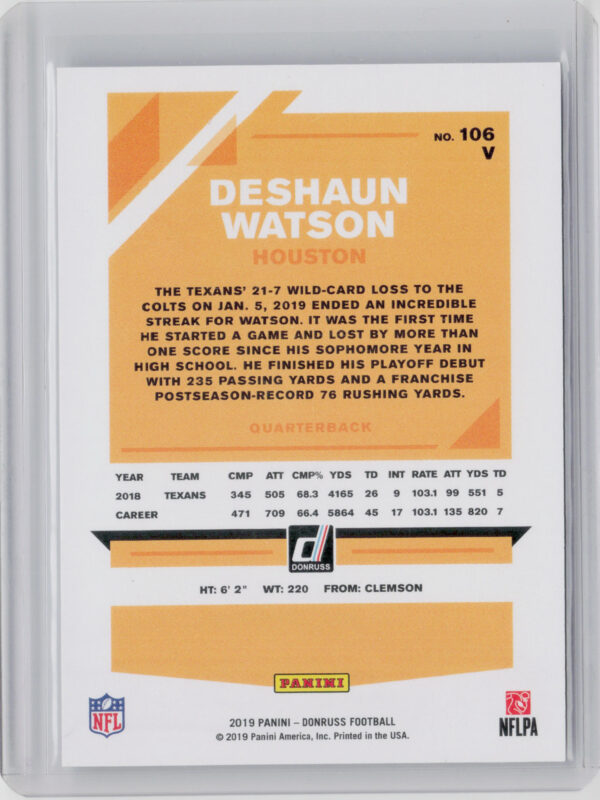 NO. 106
V
DESHAUN
WATSON
HOUSTON
THE TEXANS' 21-7 WILD-CARD LOSS TO THE
COLTS ON JAN. 5, 2019 ENDED AN INCREDIBLE
STREAK FOR WATSON. IT WAS THE FIRST TIME
HE STARTED A GAME AND LOST BY MORE THAN
ONE SCORE SINCE HIS SOPHOMORE YEAR IN
HIGH SCHOOL. HE FINISHED HIS PLAYOFF DEBUT
WITH 235 PASSING YARDS AND A FRANCHISE
POSTSEASON-RECORD 76 RUSHING YARDS.
QUARTERBACK
YEAR TEAM CMP ATT CMP% YDS TD INT RATE ATT YDS TD
2018 TEXANS 345 505 68.3 4165 26 9 103.1 99 551 5
CAREER 471 709 66.4 5864 45 17 103.1 135 820 7
d
DONRUSS
HT: 6' 2" WT: 220 FROM: CLEMSON
PANINI
NFL
2019 PANINI – DONRUSS FOOTBALL
© 2019 Panini America, Inc. Printed in the USA.
NFLPA